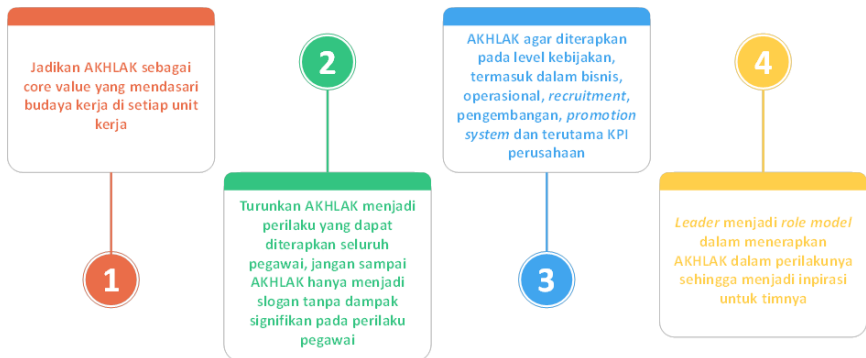 Jadikan AKHLAK sebagai
core value yang mendasari
budaya kerja di setiap unit
kerja
1
2
Turunkan AKHLAK menjadi
perilaku yang dapat
diterapkan seluruh
pegawai, jangan sampai
AKHLAK hanya menjadi
slogan tanpa dampak
signifikan pada perilaku
pegawai
AKHLAK agar diterapkan
pada level kebijakan,
termasuk dalam bisnis,
operasional, recruitment,
pengembangan, promotion
system dan terutama KPI
perusahaan
3
4
Leader menjadi role model
dalam menerapkan
AKHLAK dalam perilakunya
sehingga menjadi inpirasi
untuk timnya